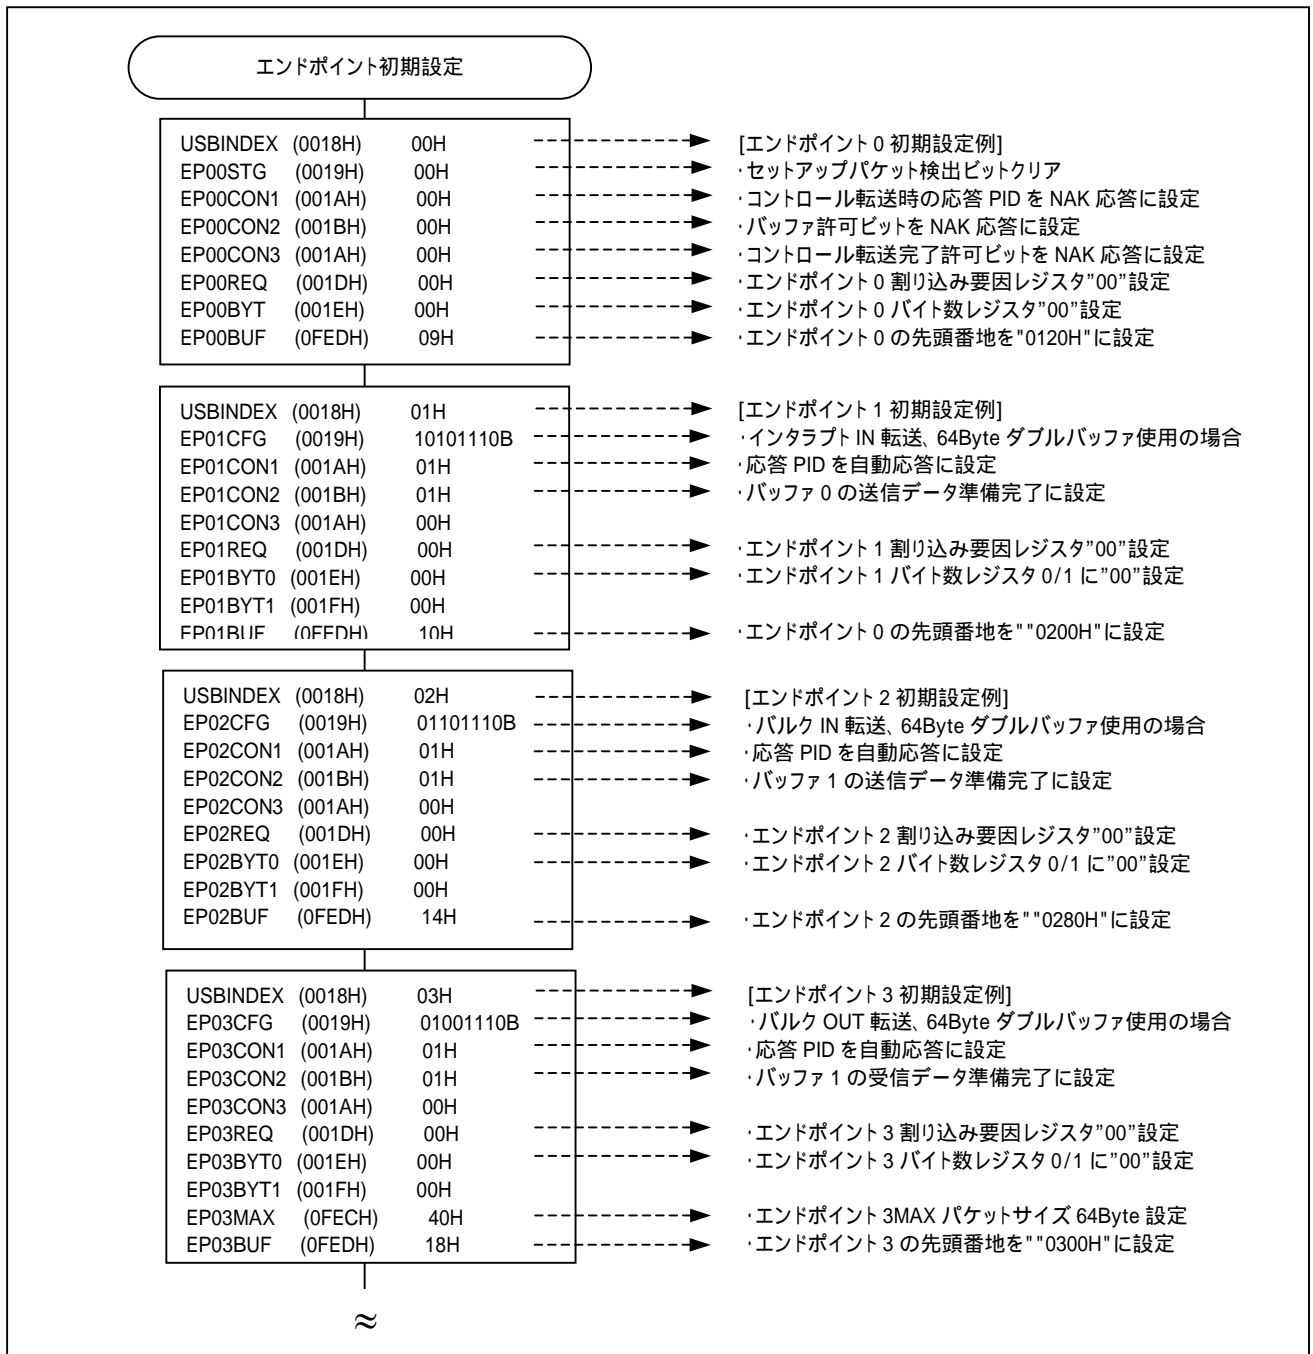 エンドポイント初期設定
USBINDEX (0018H) 00H [エンドポイント0初期設定例]
EP00STG (0019H) 00H ・セットアップパケット検出ビットクリア
EP00CON1 (001AH) 00H ・コントロール転送時の応答 PID を NAK 応答に設定
EP00CON2 (001BH) 00H ・バッファ許可ビットを NAK 応答に設定
EP00CON3 (001AH) 00H ・コントロール転送完了許可ビットを NAK 応答に設定
EP00REQ (001DH) 00H ・エンドポイント0割り込み要因レジスタ”00”設定
EP00BYT (001EH) 00H ・エンドポイント0バイト数レジスタ”00”設定
EP00BUF (0FEDH) 09H ・エンドポイント0の先頭番地を"0120H"に設定
USBINDEX (0018H) 01H [エンドポイント1初期設定例]
EP01CFG (0019H) 10101110B ・インタラプト IN 転送、64Byte ダブルバッファ使用の場合
EP01CON1 (001AH) 01H ・応答 PID を自動応答に設定
EP01CON2 (001BH) 01H ・バッファ0の送信データ準備完了に設定
EP01CON3 (001AH) 00H
EP01REQ (001DH) 00H ・エンドポイント1割り込み要因レジスタ”00”設定
EP01BYT0 (001EH) 00H ・エンドポイント1バイト数レジスタ0/1に”00”設定
EP01BYT1 (001FH) 00H
EP01BUF (0FEDH) 10H ・エンドポイント0の先頭番地を""0200H"に設定
USBINDEX (0018H) 02H [エンドポイント2初期設定例]
EP02CFG (0019H) 01101110B ・バルク IN 転送、64Byte ダブルバッファ使用の場合
EP02CON1 (001AH) 01H ・応答 PID を自動応答に設定
EP02CON2 (001BH) 01H ・バッファ1の送信データ準備完了に設定
EP02CON3 (001AH) 00H
EP02REQ (001DH) 00H ・エンドポイント2割り込み要因レジスタ”00”設定
EP02BYT0 (001EH) 00H ・エンドポイント2バイト数レジスタ0/1に”00”設定
EP02BYT1 (001FH) 00H
EP02BUF (0FEDH) 14H ・エンドポイント2の先頭番地を""0280H"に設定
USBINDEX (0018H) 03H [エンドポイント3初期設定例]
EP03CFG (0019H) 01001110B ・バルク OUT 転送、64Byte ダブルバッファ使用の場合
EP03CON1 (001AH) 01H ・応答 PID を自動応答に設定
EP03CON2 (001BH) 01H ・バッファ1の受信データ準備完了に設定
EP03CON3 (001AH) 00H
EP03REQ (001DH) 00H ・エンドポイント3割り込み要因レジスタ”00”設定
EP03BYT0 (001EH) 00H ・エンドポイント3バイト数レジスタ0/1に”00”設定
EP03BYT1 (001FH) 00H
EP03MAX (0FECH) 40H ・エンドポイント3MAX パケットサイズ 64Byte 設定
EP03BUF (0FEDH) 18H ・エンドポイント3の先頭番地を""0300H"に設定
≈